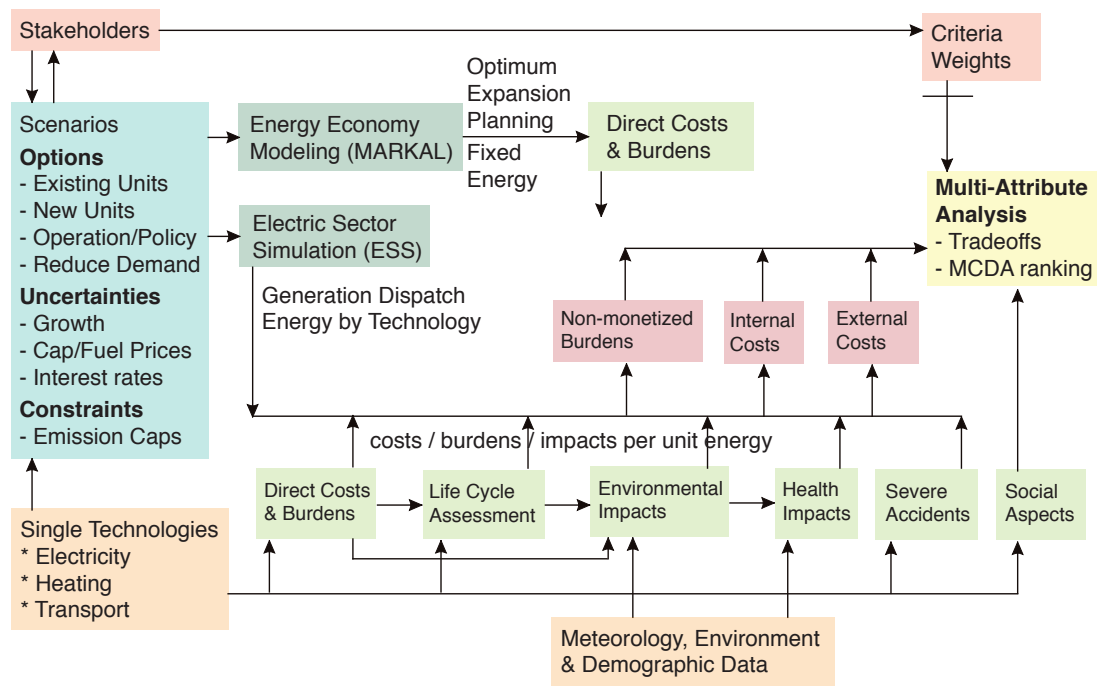 Stakeholders
Criteria
Weights
Scenarios
Options
- Existing Units
- New Units
- Operation/Policy
- Reduce Demand
Uncertainties
- Growth
- Cap/Fuel Prices
- Interest rates
Constraints
- Emission Caps
Energy Economy
Modeling (MARKAL)
Optimum
Expansion
Planning
Fixed
Energy
Direct Costs
& Burdens
Electric Sector
Simulation (ESS)
Generation Dispatch
Energy by Technology
Multi-Attribute
Analysis
- Tradeoffs
- MCDA ranking
Non-monetized
Burdens
Internal
Costs
External
Costs
costs / burdens / impacts per unit energy
Direct Costs
& Burdens
Life Cycle
Assessment
Environmental
Impacts
Health
Impacts
Severe
Accidents
Social
Aspects
Single Technologies
* Electricity
* Heating
* Transport
Meteorology, Environment
& Demographic Data